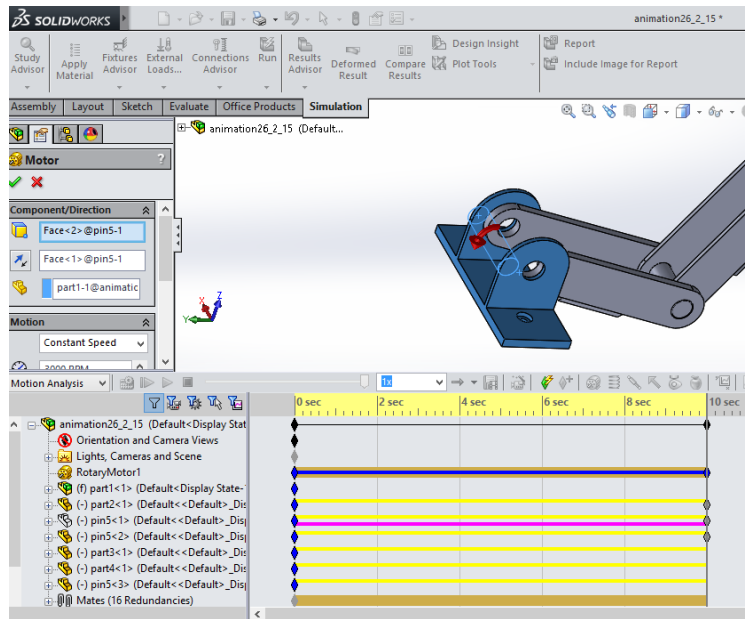 SOLIDWORKS
animation26_2_15 *
Study Advisor
Apply Material
Fixtures Advisor
External Loads...
Connections Advisor
Run
Results Advisor
Deformed Result
Compare Results
Design Insight
Plot Tools
Report
Include Image for Report
Assembly Layout Sketch Evaluate Office Products Simulation
animation26_2_15 (Default...
Motor ?
Component/Direction
Face<2>@pin5-1
Face<1>@pin5-1
part1-1@animatic
Motion
Constant Speed
3000 RPM
X Z Y
Motion Analysis 1x
0 sec 2 sec 4 sec 6 sec 8 sec 10 sec
animation26_2_15 (Default<Display Stat
Orientation and Camera Views
Lights, Cameras and Scene
RotaryMotor1
(f) part1<1> (Default<Display State-
(-) part2<1> (Default<<Default>_Dis
(-) pin5<1> (Default<<Default>_Disp
(-) pin5<2> (Default<<Default>_Disp
(-) part3<1> (Default<<Default>_Dis
(-) part4<1> (Default<<Default>_Dis
(-) pin5<3> (Default<<Default>_Disp
Mates (16 Redundancies)